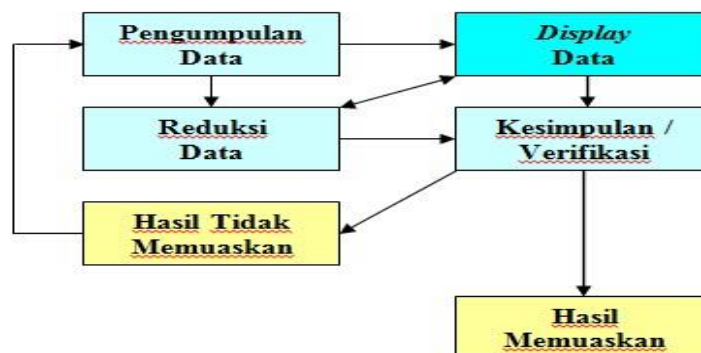 Pengumpulan
Data
Display
Data
Reduksi
Data
Kesimpulan /
Verifikasi
Hasil Tidak
Memuaskan
Hasil
Memuaskan